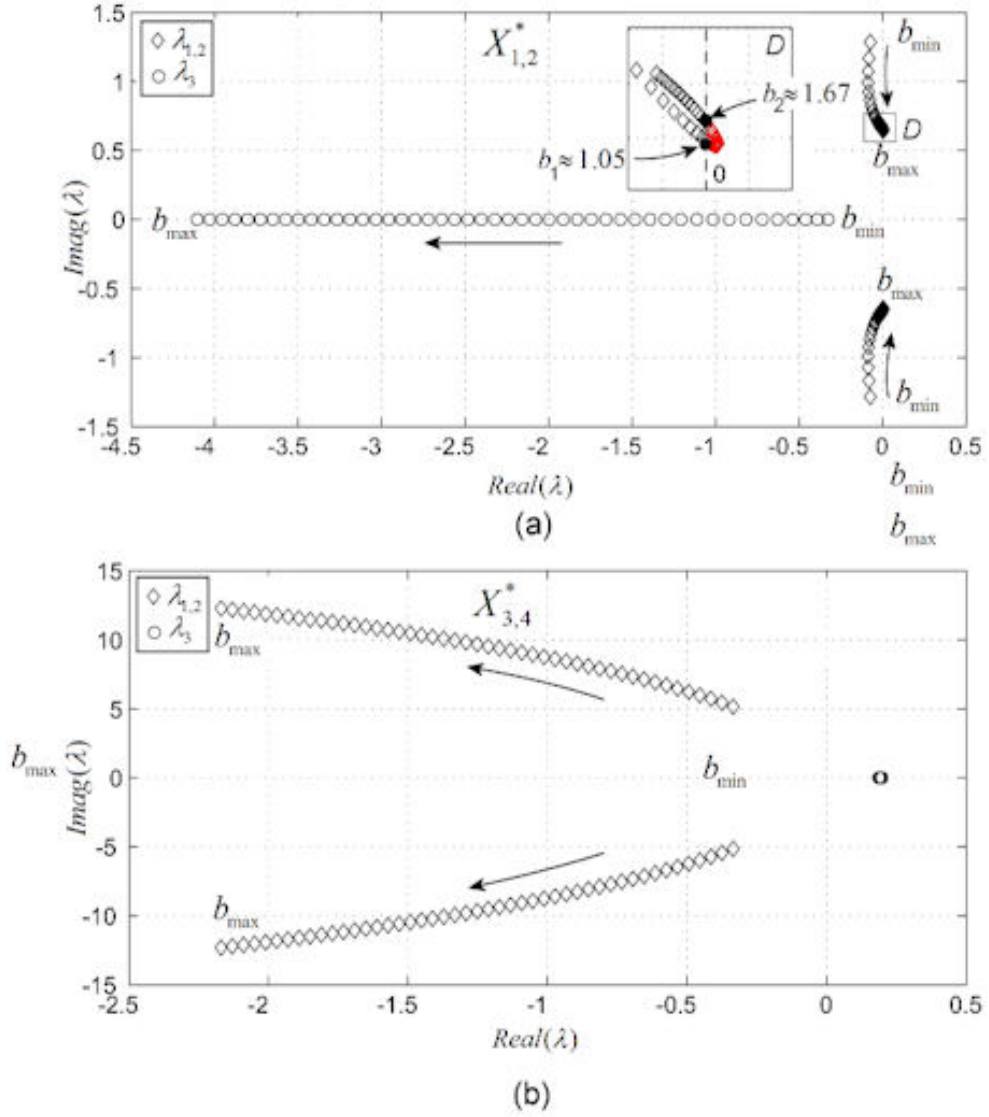 1.5
λ1,2
λ3
X*1,2
D
bmin
b2≈1.67
1
D
0.5
b1≈1.05
0
bmax
Imag(λ)
bmax
0
bmin
-0.5
bmax
-1
bmin
-1.5
-4.5 -4 -3.5 -3 -2.5 -2 -1.5 -1 -0.5 0 0.5
Real(λ)
bmin
(a)
bmax
15
λ1,2
λ3
X*3,4
10
bmax
5
bmax
Imag(λ)
0
bmin
-5
bmax
-10
-15
-2.5 -2 -1.5 -1 -0.5 0 0.5
Real(λ)
(b)